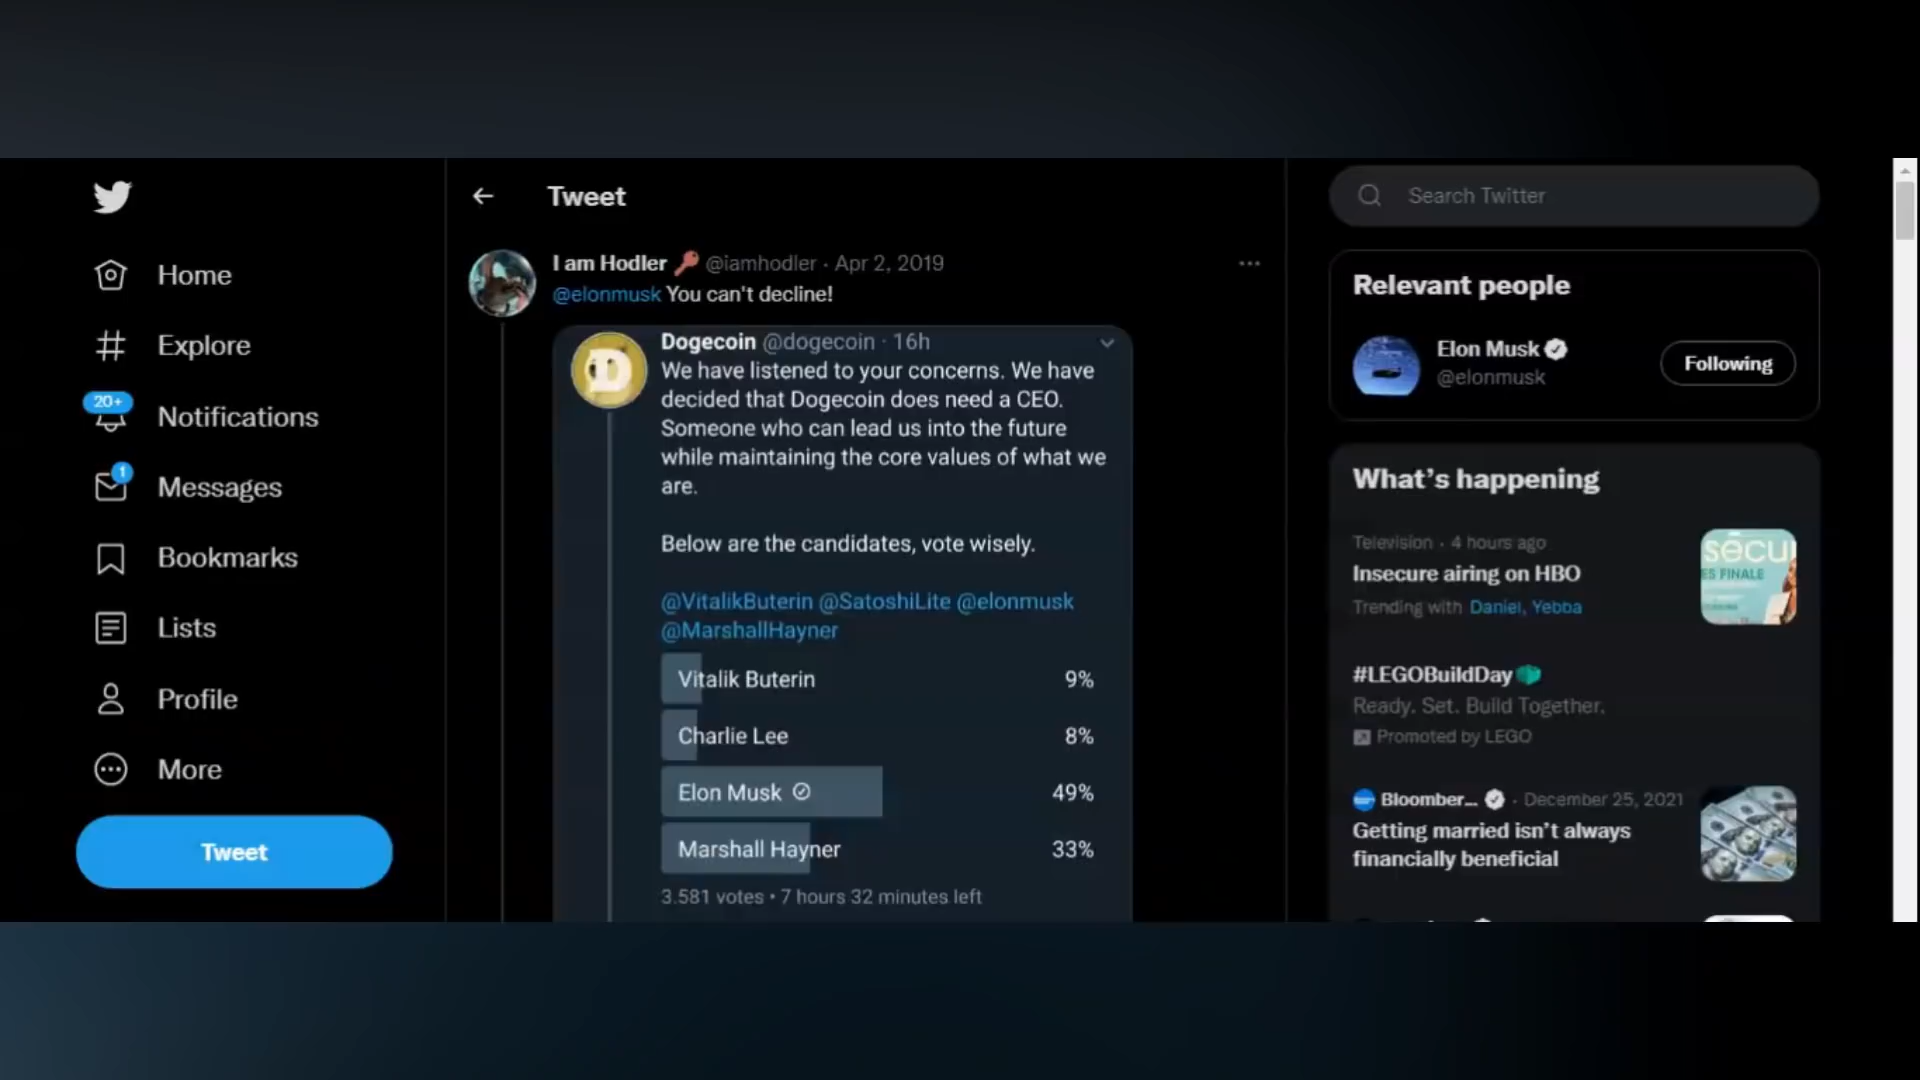 Home
Explore
20+
Notifications
1
Messages
Bookmarks
Lists
Profile
More
Tweet
Tweet
I am Hodler @iamhodler · Apr 2, 2019
@elonmusk You can't decline!
Dogecoin @dogecoin · 16h
We have listened to your concerns. We have
decided that Dogecoin does need a CEO.
Someone who can lead us into the future
while maintaining the core values of what we
are.
Below are the candidates, vote wisely.
@VitalikButerin @SatoshiLite @elonmusk
@MarshallHayner
Vitalik Buterin 9%
Charlie Lee 8%
Elon Musk 49%
Marshall Hayner 33%
3.581 votes • 7 hours 32 minutes left
Search Twitter
Relevant people
Elon Musk
@elonmusk
Following
What's happening
Television · 4 hours ago
Insecure airing on HBO
Trending with Daniel, Yebba
secu
ES FINALE
#LEGOBuildDay
Ready. Set. Build Together.
Promoted by LEGO
Bloomber... · December 25, 2021
Getting married isn't always
financially beneficial